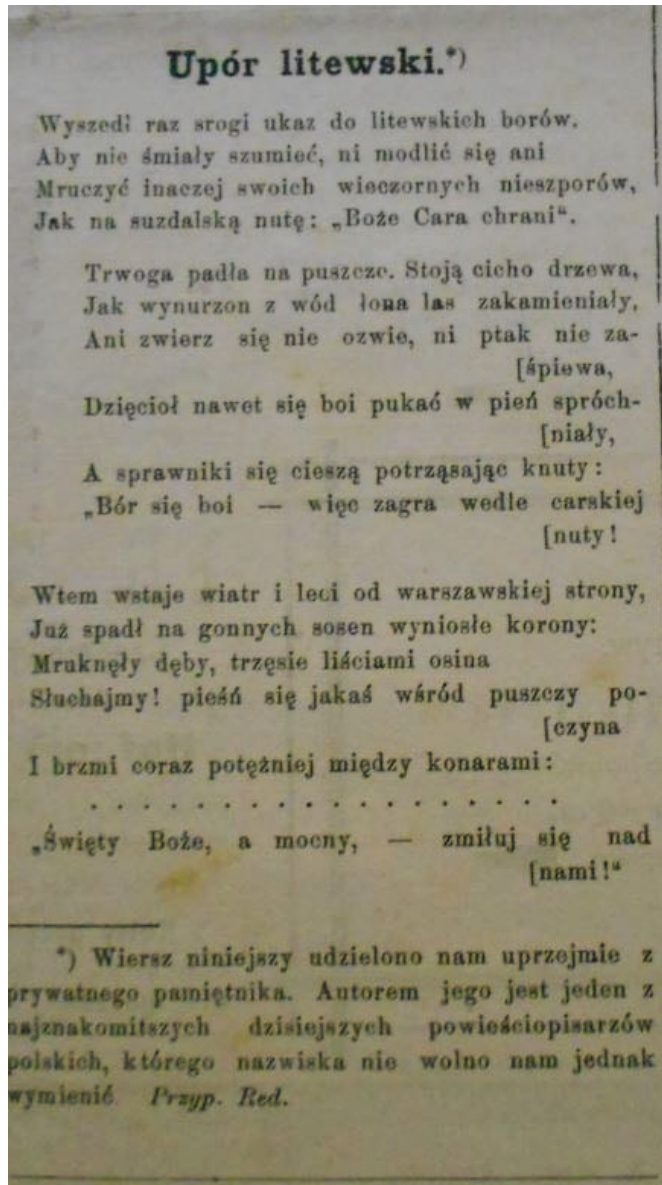 Upór litewski.*)
Wyszedł raz srogi ukaz do litewskich borów.
Aby nie śmiały szumieć, ni modlić się ani
Mruczyć inaczej swoich wieczornych nieszporów,
Jak na suzdalską nutę: „Boże Cara chrani“.
Trwoga padła na puszcze. Stoją cicho drzewa,
Jak wynurzon z wód łona las zakamieniały,
Ani zwierz się nie ozwie, ni ptak nie za-
[śpiewa,
Dzięcioł nawet się boi pukać w pień spróch-
[niały,
A sprawniki się cieszą potrząsając knuty:
„Bór się boi — więc zagra wedle carskiej
[nuty!
Wtem wstaje wiatr i leci od warszawskiej strony,
Już spadł na gonnych sosen wyniosłe korony:
Mruknęły dęby, trzęsie liściami osina
Słuchajmy! pieśń się jakaś wśród puszczy po-
[czyna
I brzmi coraz potężniej między konarami:
. . . . . . . . . . . . . . . . . .
„Święty Boże, a mocny, — zmiłuj się nad
[nami!“
*) Wiersz niniejszy udzielono nam uprzejmie z
prywatnego pamiętnika. Autorem jego jest jeden z
najznakomitszych dzisiejszych powieściopisarzów
polskich, którego nazwiska nie wolno nam jednak
wymienić Przyp. Red.